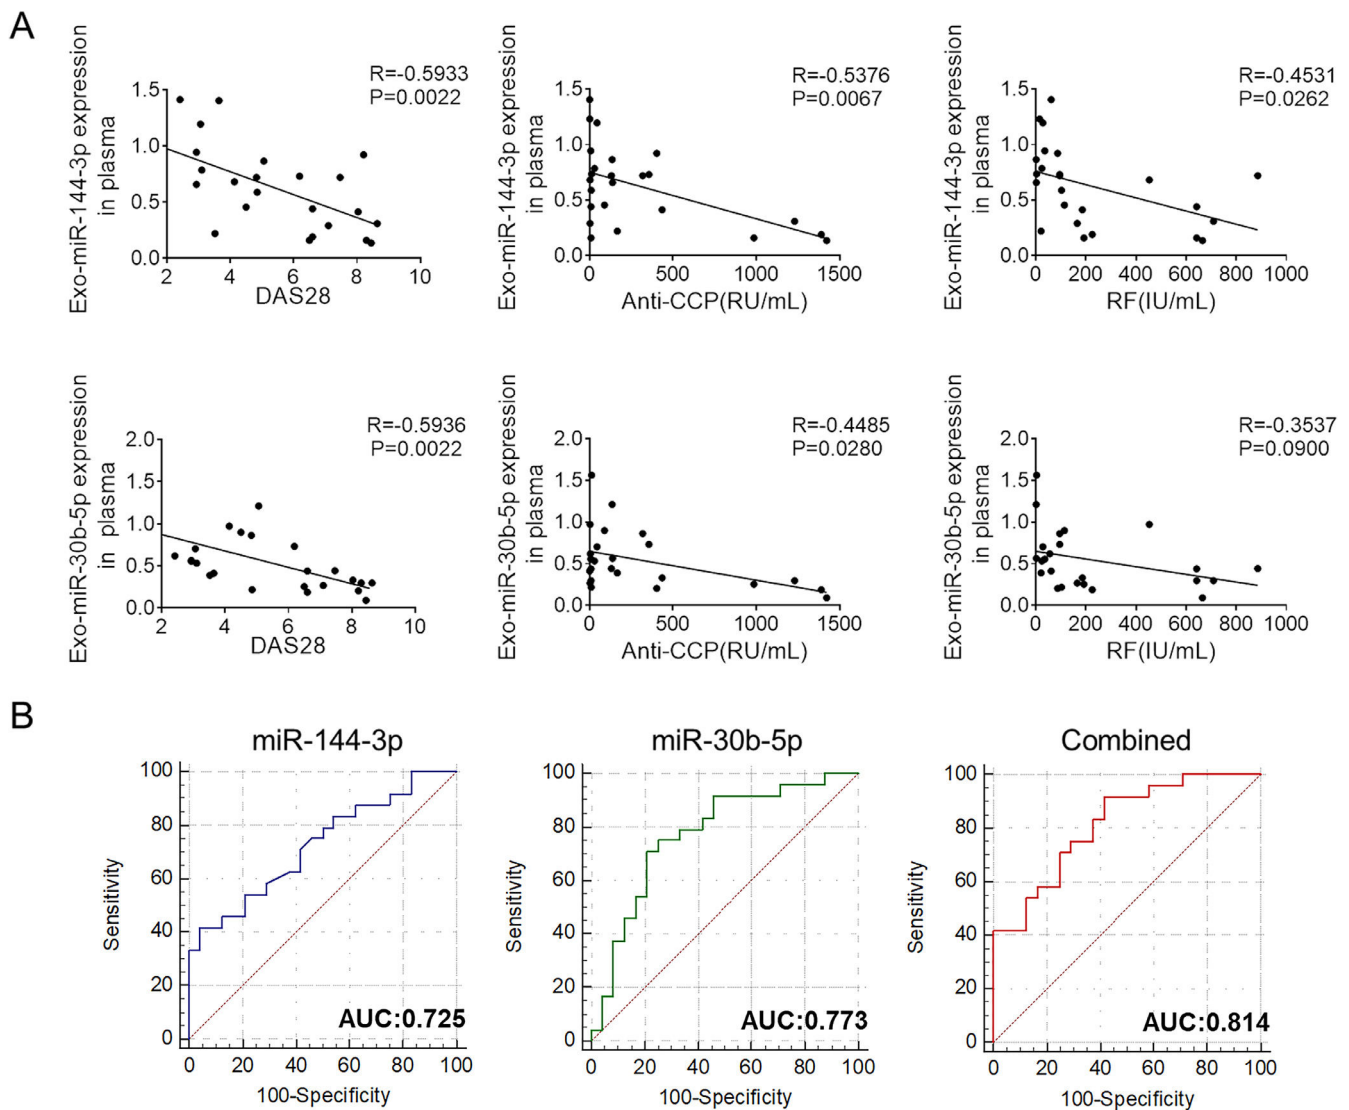 A
Exo-miR-144-3p expression
in plasma
R=-0.5933
P=0.0022
1.5
1.0
0.5
0.0
2 4 6 8 10
DAS28
Exo-miR-144-3p expression
in plasma
R=-0.5376
P=0.0067
1.5
1.0
0.5
0.0
0 500 1000 1500
Anti-CCP(RU/mL)
Exo-miR-144-3p expression
in plasma
R=-0.4531
P=0.0262
1.5
1.0
0.5
0.0
0 200 400 600 800 1000
RF(IU/mL)
Exo-miR-30b-5p expression
in plasma
R=-0.5936
P=0.0022
2.0
1.5
1.0
0.5
0.0
2 4 6 8 10
DAS28
Exo-miR-30b-5p expression
in plasma
R=-0.4485
P=0.0280
2.0
1.5
1.0
0.5
0.0
0 500 1000 1500
Anti-CCP(RU/mL)
Exo-miR-30b-5p expression
in plasma
R=-0.3537
P=0.0900
2.0
1.5
1.0
0.5
0.0
0 200 400 600 800 1000
RF(IU/mL)
B
miR-144-3p
Sensitivity
100
80
60
40
20
0
AUC:0.725
0 20 40 60 80 100
100-Specificity
miR-30b-5p
Sensitivity
100
80
60
40
20
0
AUC:0.773
0 20 40 60 80 100
100-Specificity
Combined
Sensitivity
100
80
60
40
20
0
AUC:0.814
0 20 40 60 80 100
100-Specificity